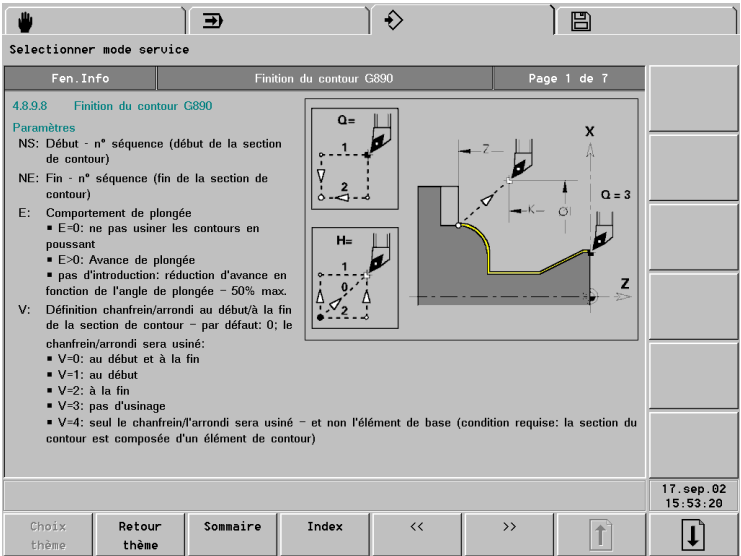 Selectionner mode service
Fen.Info
Finition du contour G890
Page 1 de 7
4.8.9.8 Finition du contour G890
Paramètres
NS: Début - n° séquence (début de la section
de contour)
NE: Fin - n° séquence (fin de la section de
contour)
E: Comportement de plongée
▪ E=0: ne pas usiner les contours en
poussant
▪ E>0: Avance de plongée
▪ pas d'introduction: réduction d'avance en
fonction de l'angle de plongée – 50% max.
V: Définition chanfrein/arrondi au début/à la fin
de la section de contour – par défaut: 0; le
chanfrein/arrondi sera usiné:
▪ V=0: au début et à la fin
▪ V=1: au début
▪ V=2: à la fin
▪ V=3: pas d'usinage
▪ V=4: seul le chanfrein/l'arrondi sera usiné – et non l'élément de base (condition requise: la section du
contour est composée d'un élément de contour)
Q=
1
2
H=
1
0
2
Z
X
K
Q = 3
Z
17.sep.02
15:53:20
Choix
thème
Retour
thème
Sommaire
Index
<<
>>